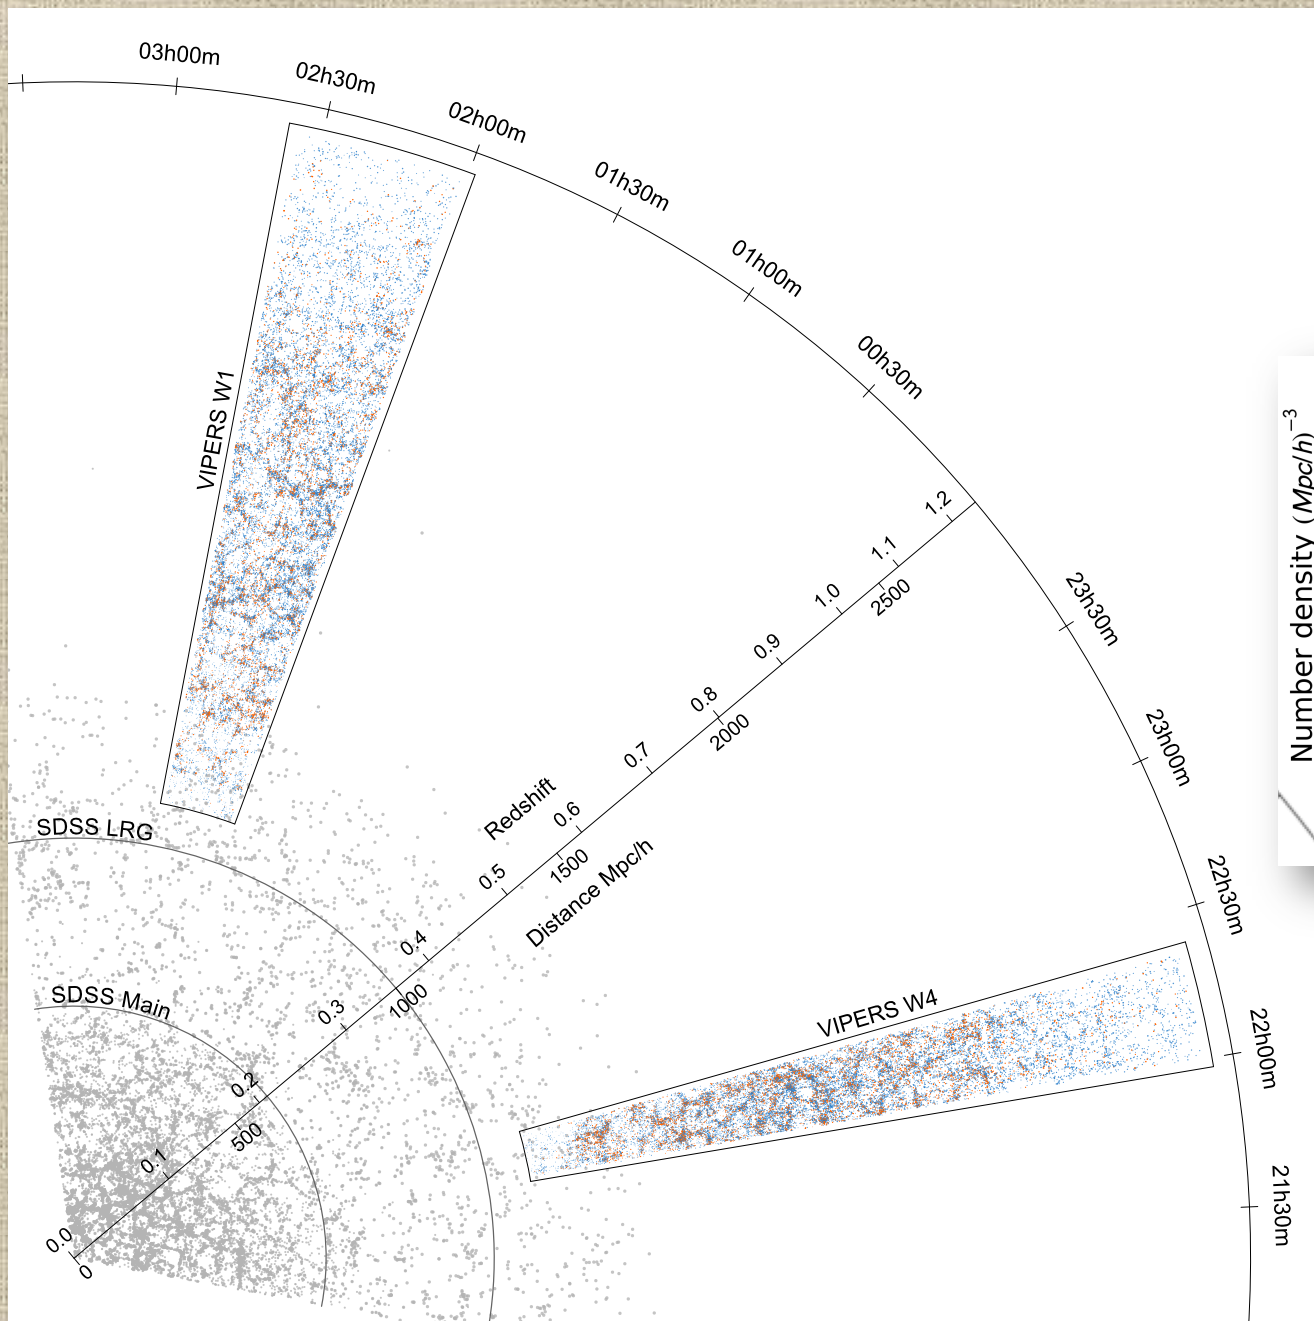 03h00m
02h30m
02h00m
01h30m
01h00m
00h30m
23h30m
23h00m
22h30m
22h00m
21h30m
VIPERS W1
VIPERS W4
SDSS LRG
SDSS Main
Redshift
0.0
0.1
0.2
0.3
0.4
0.5
0.6
0.7
0.8
0.9
1.0
1.1
1.2
Distance Mpc/h
0
500
1000
1500
2000
2500
Number density (Mpc/h)⁻³